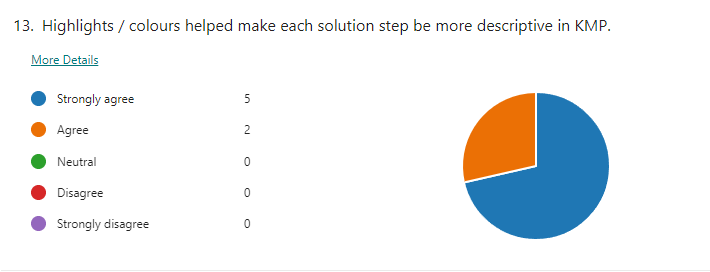 13. Highlights / colours helped make each solution step be more descriptive in KMP.
More Details
Strongly agree 5
Agree 2
Neutral 0
Disagree 0
Strongly disagree 0